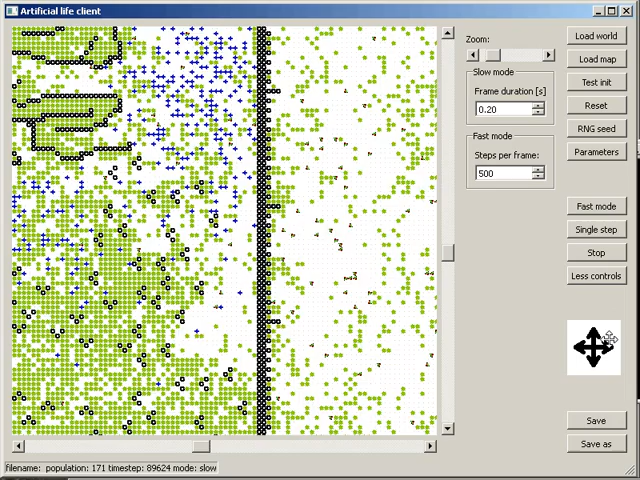 Artificial life client
Zoom:
Slow mode
Frame duration [s]
0.20
Fast mode
Steps per frame:
500
Load world
Load map
Test init
Reset
RNG seed
Parameters
Fast mode
Single step
Stop
Less controls
Save
Save as
filename: population: 171 timestep: 89624 mode: slow